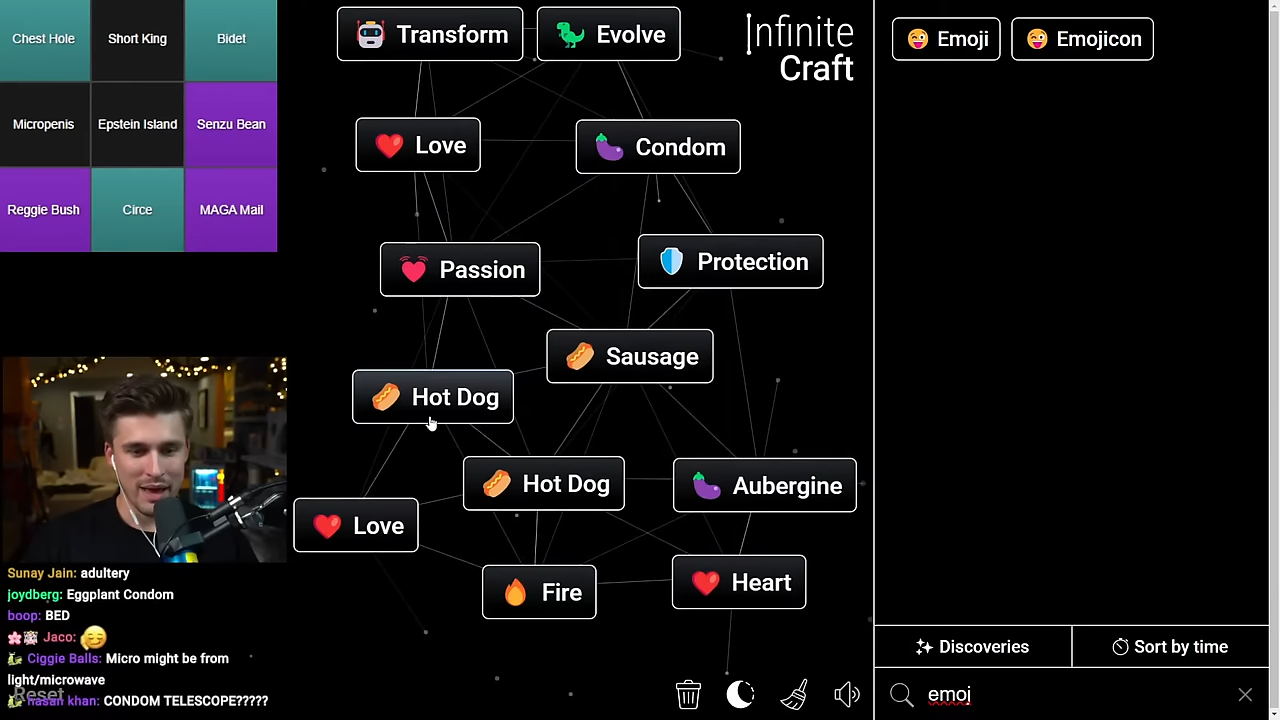 Chest Hole
Short King
Bidet
Micropenis
Epstein Island
Senzu Bean
Reggie Bush
Circe
MAGA Mail
Transform
Evolve
Infinite
Craft
Love
Condom
Passion
Protection
Sausage
Hot Dog
Hot Dog
Aubergine
Love
Fire
Heart
Emoji
Emojicon
Discoveries
Sort by time
emoj
Sunay Jain: adultery
joydberg: Eggplant Condom
boop: BED
Jaco:
Ciggie Balls: Micro might be from
light/microwave
Reset
hasan khan: CONDOM TELESCOPE?????